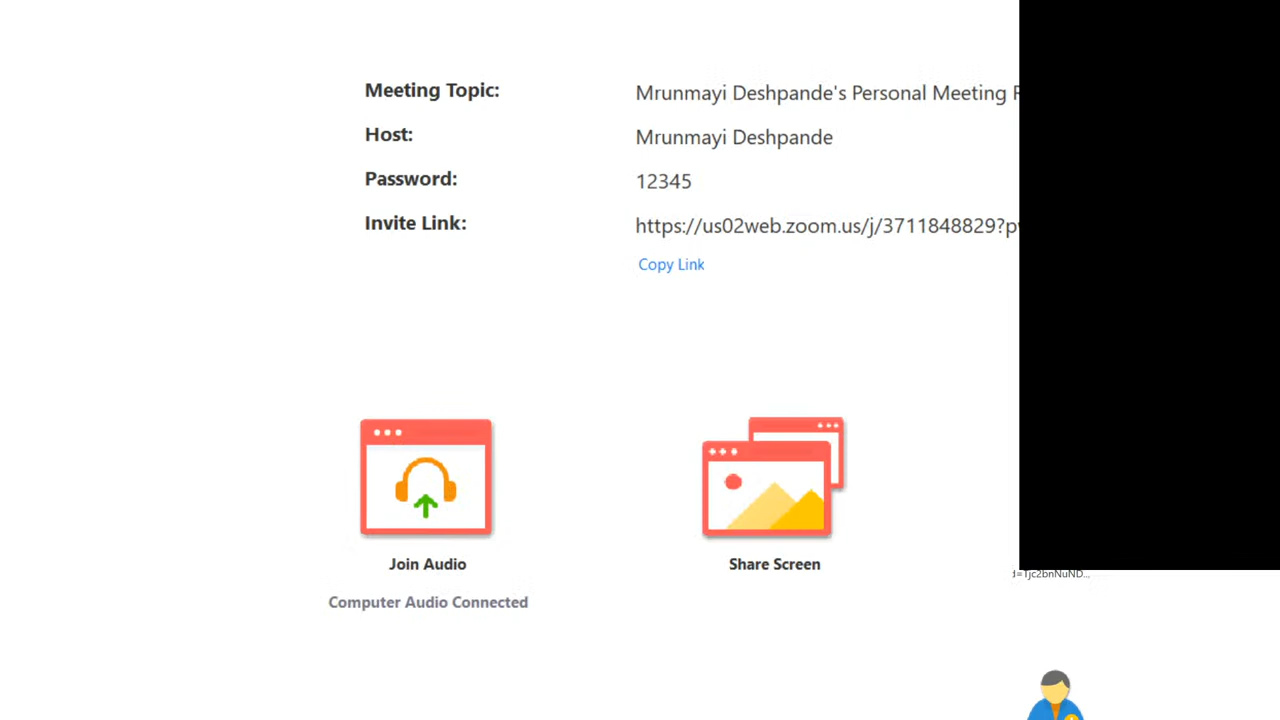 Meeting Topic: Mrunmayi Deshpande's Personal Meeting
Host: Mrunmayi Deshpande
Password: 12345
Invite Link: https://us02web.zoom.us/j/3711848829?p
Copy Link
Join Audio Share Screen
=Tjc2bnNuND...
Computer Audio Connected